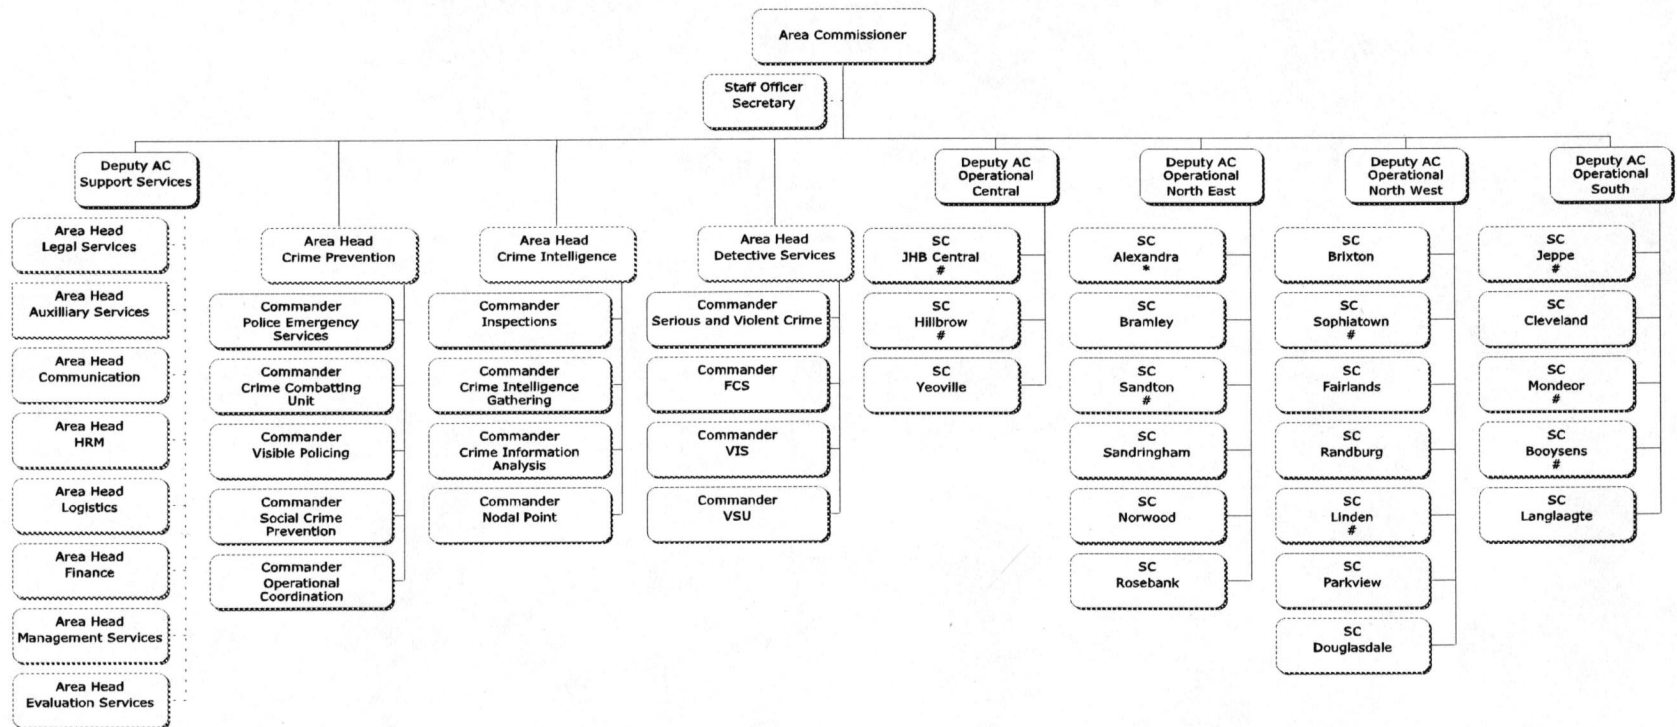 Area Commissioner
Staff Officer
Secretary
Deputy AC
Support Services
Area Head
Legal Services
Area Head
Auxilliary Services
Area Head
Communication
Area Head
HRM
Area Head
Logistics
Area Head
Finance
Area Head
Management Services
Area Head
Evaluation Services
Area Head
Crime Prevention
Commander
Police Emergency
Services
Commander
Crime Combatting
Unit
Commander
Visible Policing
Commander
Social Crime
Prevention
Commander
Operational
Coordination
Area Head
Crime Intelligence
Commander
Inspections
Commander
Crime Intelligence
Gathering
Commander
Crime Information
Analysis
Commander
Nodal Point
Area Head
Detective Services
Commander
Serious and Violent Crime
Commander
FCS
Commander
VIS
Commander
VSU
Deputy AC
Operational
Central
SC
JHB Central
#
SC
Hillbrow
#
SC
Yeoville
Deputy AC
Operational
North East
SC
Alexandra
*
SC
Bramley
SC
Sandton
#
SC
Sandringham
SC
Norwood
SC
Rosebank
Deputy AC
Operational
North West
SC
Brixton
SC
Sophiatown
#
SC
Fairlands
SC
Randburg
SC
Linden
#
SC
Parkview
SC
Douglasdale
Deputy AC
Operational
South
SC
Jeppe
#
SC
Cleveland
SC
Mondeor
#
SC
Booysens
#
SC
Langlaagte